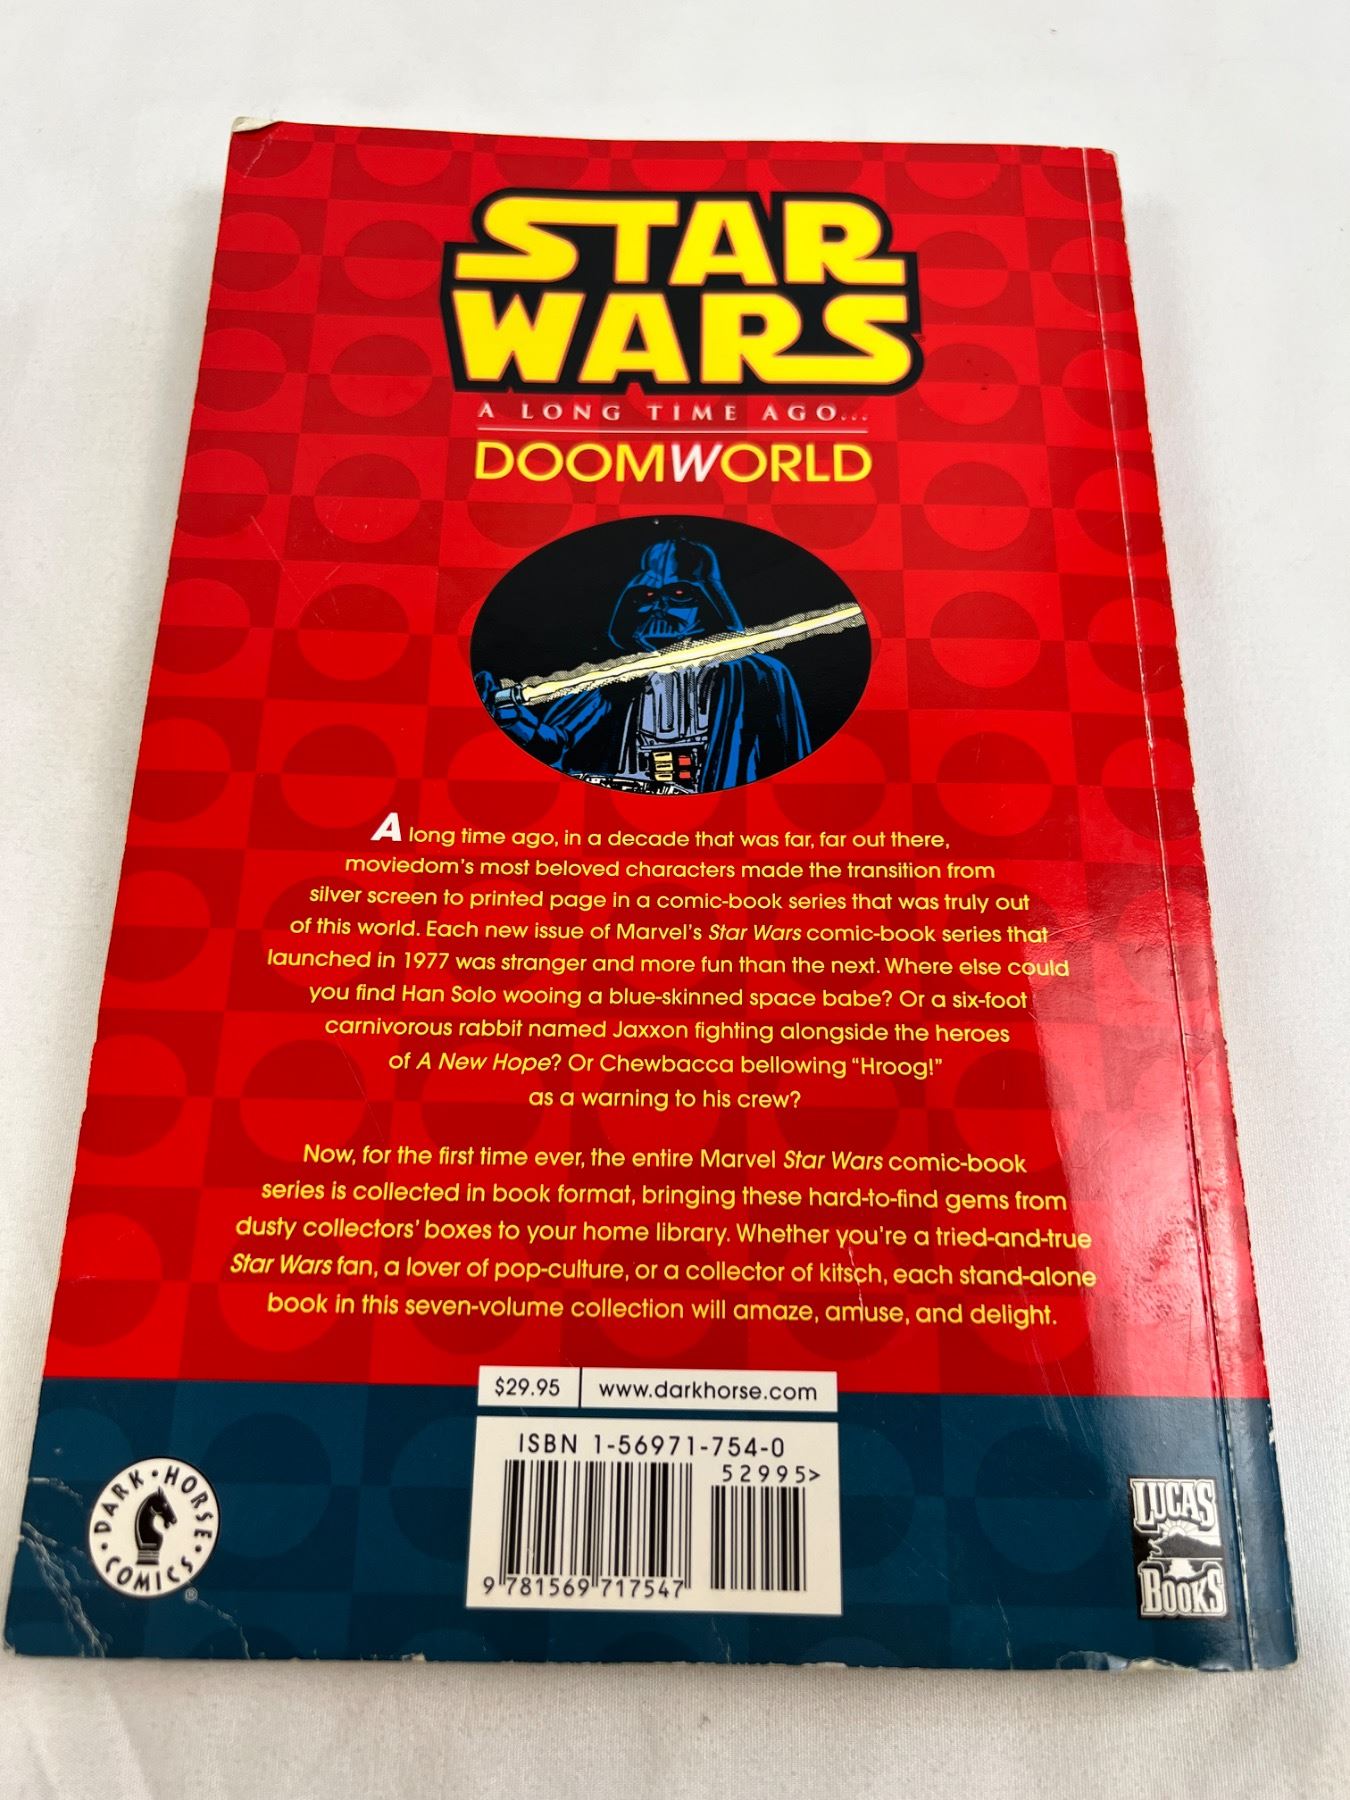 STAR
WARS
A LONG TIME AGO...
DOOMWORLD
A long time ago, in a decade that was far, far out there,
moviedom's most beloved characters made the transition from
silver screen to printed page in a comic-book series that was truly out
of this world. Each new issue of Marvel's Star Wars comic-book series that
launched in 1977 was stranger and more fun than the next. Where else could
you find Han Solo wooing a blue-skinned space babe? Or a six-foot
carnivorous rabbit named Jaxxon fighting alongside the heroes
of A New Hope? Or Chewbacca bellowing “Hroog!”
as a warning to his crew?
Now, for the first time ever, the entire Marvel Star Wars comic-book
series is collected in book format, bringing these hard-to-find gems from
dusty collectors' boxes to your home library. Whether you're a tried-and-true
Star Wars fan, a lover of pop-culture, or a collector of kitsch, each stand-alone
book in this seven-volume collection will amaze, amuse, and delight.
$29.95 www.darkhorse.com
ISBN 1-56971-754-0
52995>
9 781569 717547
DARK • HORSE • COMICS •
®
LUCAS
BOOKS